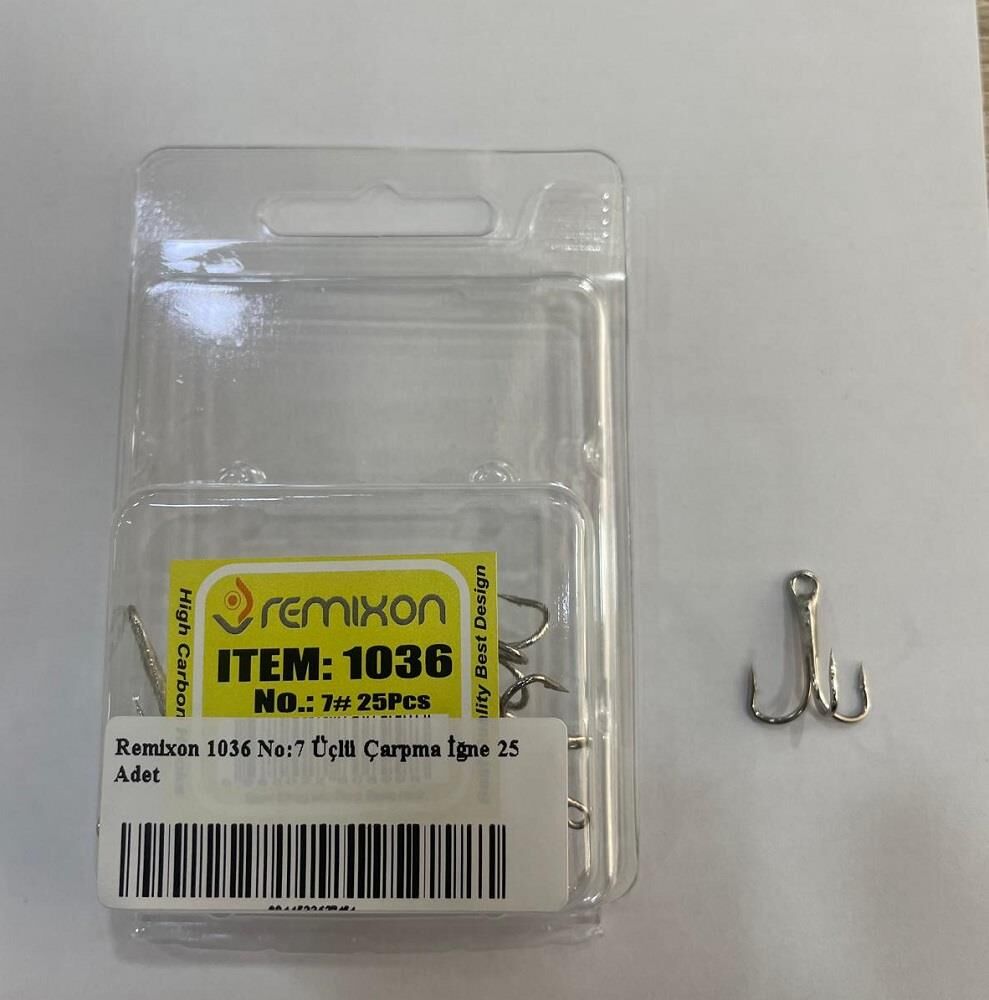 remixon
ITEM: 1036
No.: 7# 25Pcs
High Carbon
Best Design
Remixon 1036 No:7 Üçlü Çarpma İğne 25
Adet